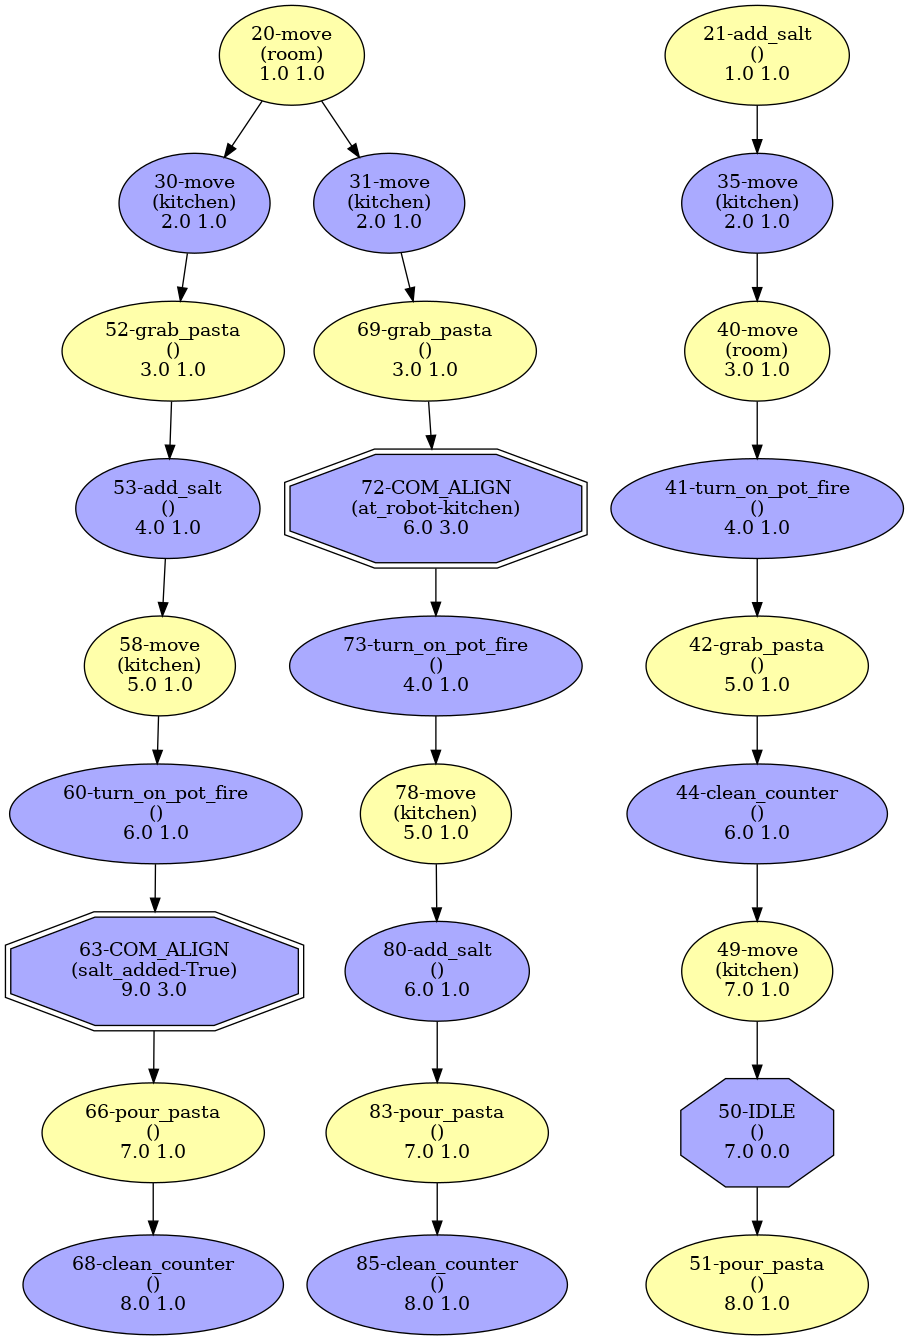 20-move
(room)
1.0 1.0
21-add_salt
()
1.0 1.0
30-move
(kitchen)
2.0 1.0
31-move
(kitchen)
2.0 1.0
35-move
(kitchen)
2.0 1.0
52-grab_pasta
()
3.0 1.0
69-grab_pasta
()
3.0 1.0
40-move
(room)
3.0 1.0
53-add_salt
()
4.0 1.0
72-COM_ALIGN
(at_robot-kitchen)
6.0 3.0
41-turn_on_pot_fire
()
4.0 1.0
58-move
(kitchen)
5.0 1.0
73-turn_on_pot_fire
()
4.0 1.0
42-grab_pasta
()
5.0 1.0
60-turn_on_pot_fire
()
6.0 1.0
78-move
(kitchen)
5.0 1.0
44-clean_counter
()
6.0 1.0
63-COM_ALIGN
(salt_added-True)
9.0 3.0
80-add_salt
()
6.0 1.0
49-move
(kitchen)
7.0 1.0
66-pour_pasta
()
7.0 1.0
83-pour_pasta
()
7.0 1.0
50-IDLE
()
7.0 0.0
68-clean_counter
()
8.0 1.0
85-clean_counter
()
8.0 1.0
51-pour_pasta
()
8.0 1.0